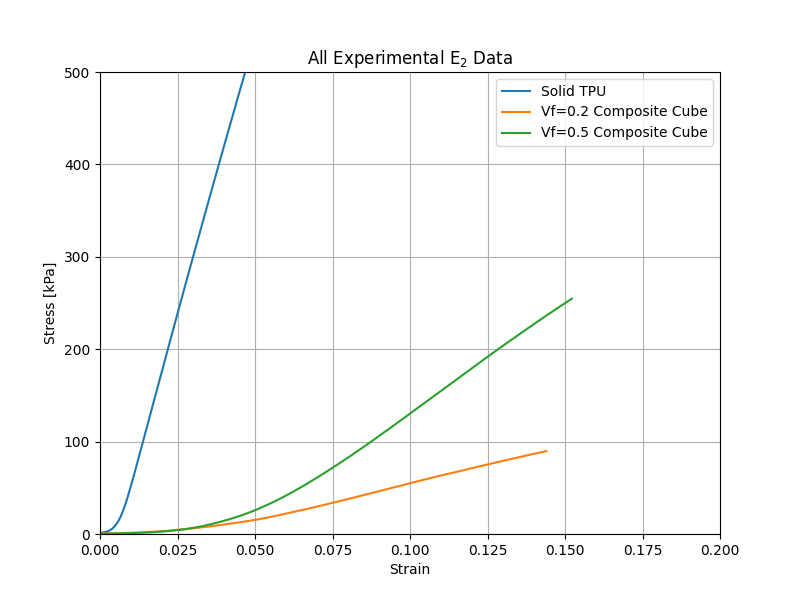 All Experimental E₂ Data
Solid TPU
Vf=0.2 Composite Cube
Vf=0.5 Composite Cube
Stress [kPa]
500
400
300
200
100
0
0.000 0.025 0.050 0.075 0.100 0.125 0.150 0.175 0.200
Strain